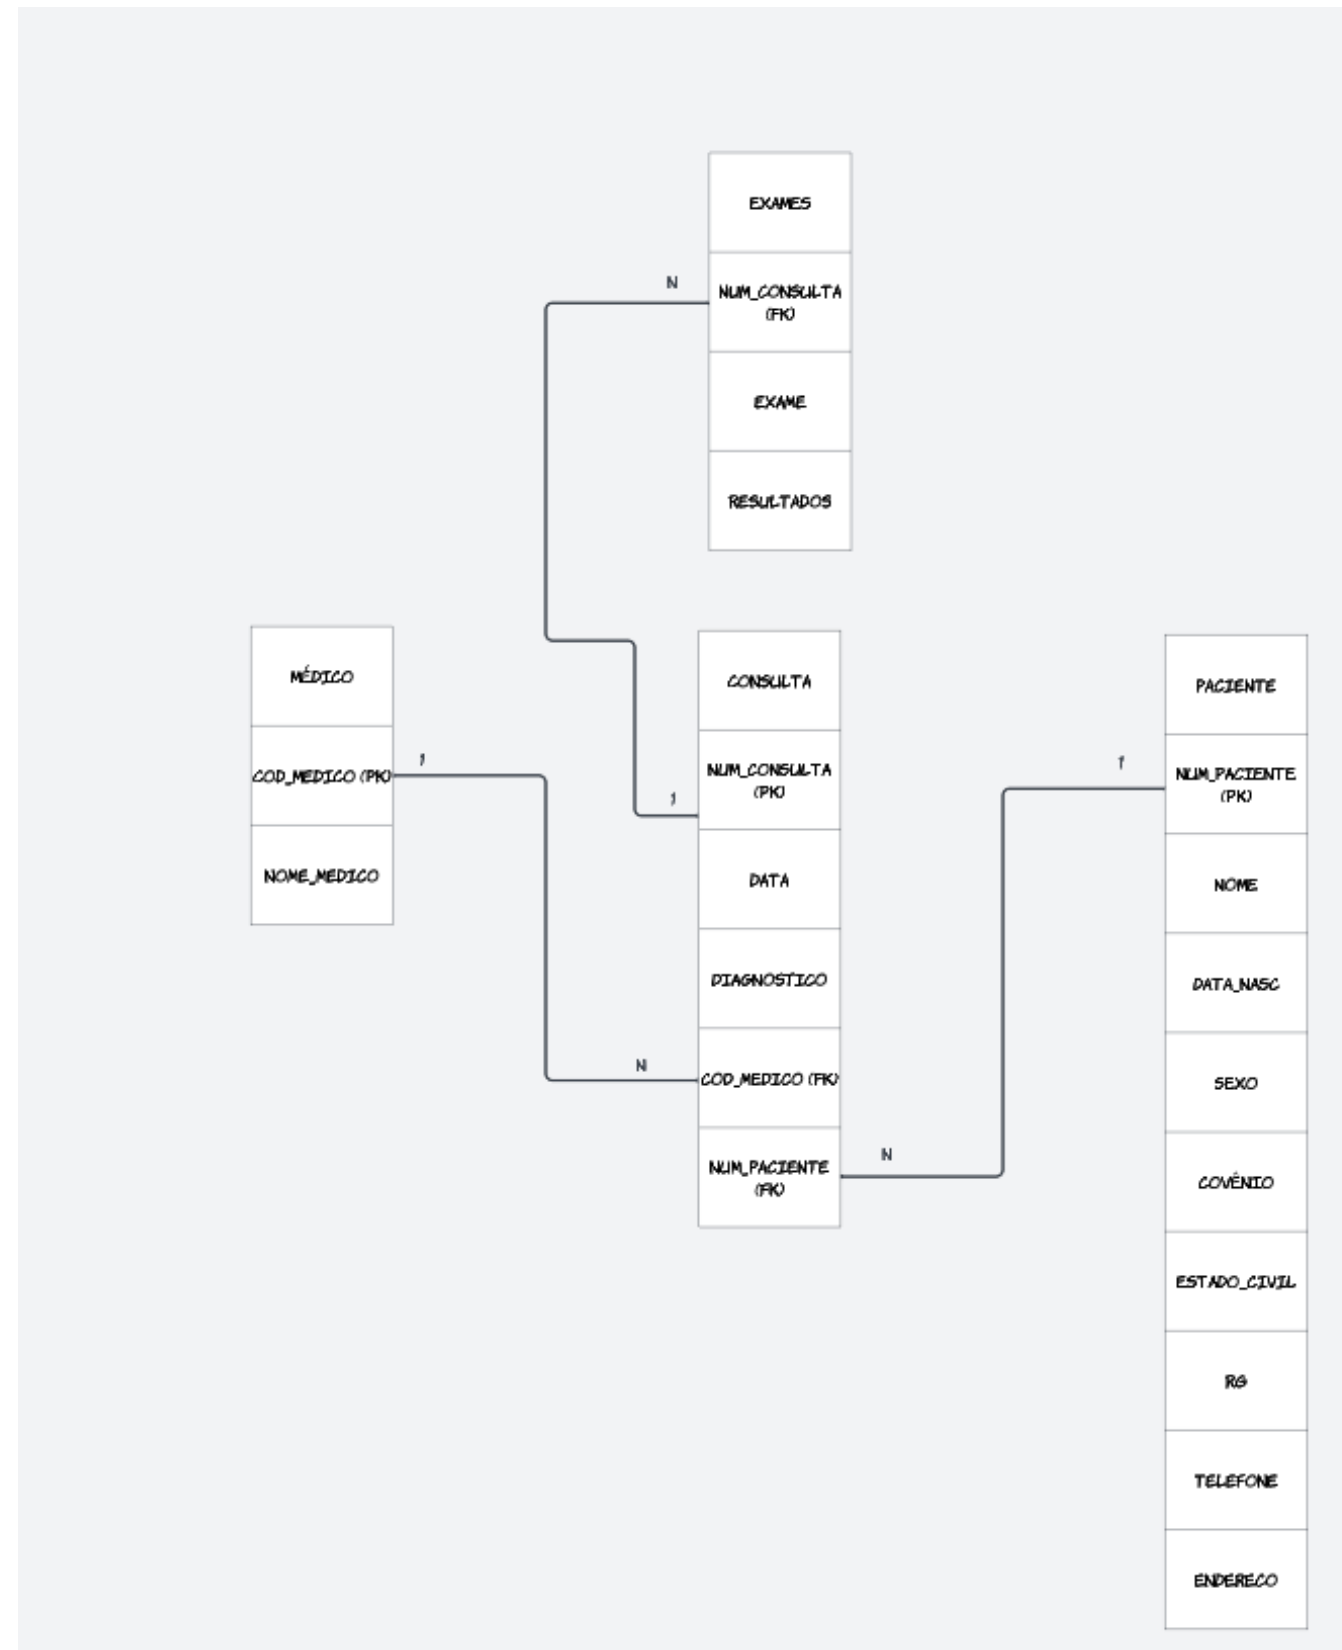 EXAMES
N
NUM_CONSULTA
(FK)
EXAME
RESULTADOS
MÉDICO
COD_MEDICO (PK)
1
NOME_MEDICO
CONSULTA
NUM_CONSULTA
(PK)
1
DATA
DIAGNOSTICO
N
COD_MEDICO (FK)
NUM_PACIENTE
(FK)
N
PACIENTE
1
NUM_PACIENTE
(PK)
NOME
DATA_NASC
SEXO
COVÊNIO
ESTADO_CIVIL
RG
TELEFONE
ENDERECO